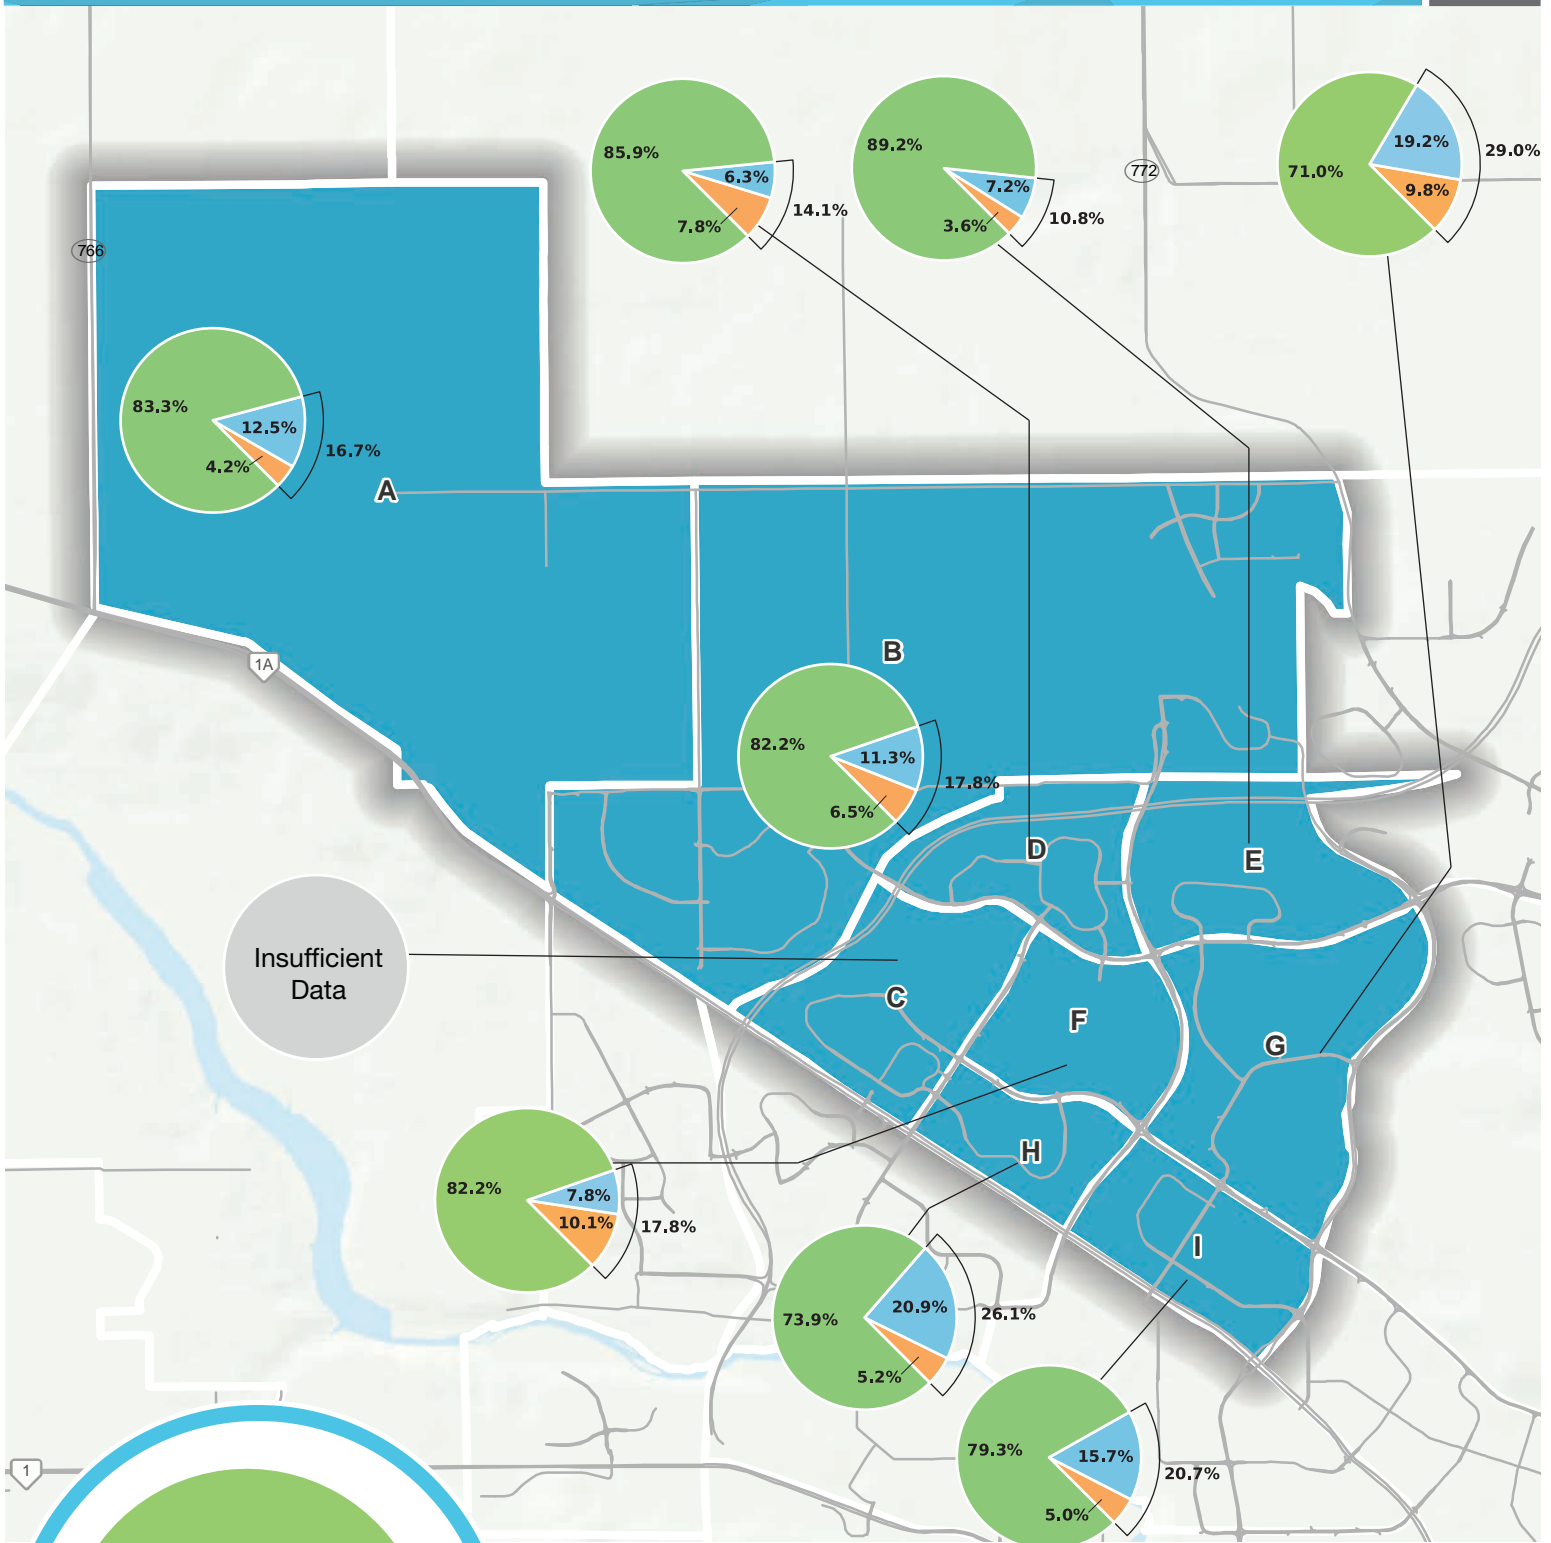 85.9%
6.3%
7.8%
14.1%
89.2%
7.2%
3.6%
10.8%
772
71.0%
19.2%
9.8%
29.0%
766
83.3%
12.5%
4.2%
16.7%
A
1A
B
82.2%
11.3%
6.5%
17.8%
D
E
Insufficient
Data
C
F
G
H
82.2%
7.8%
10.1%
17.8%
I
73.9%
20.9%
5.2%
26.1%
79.3%
15.7%
5.0%
20.7%
1